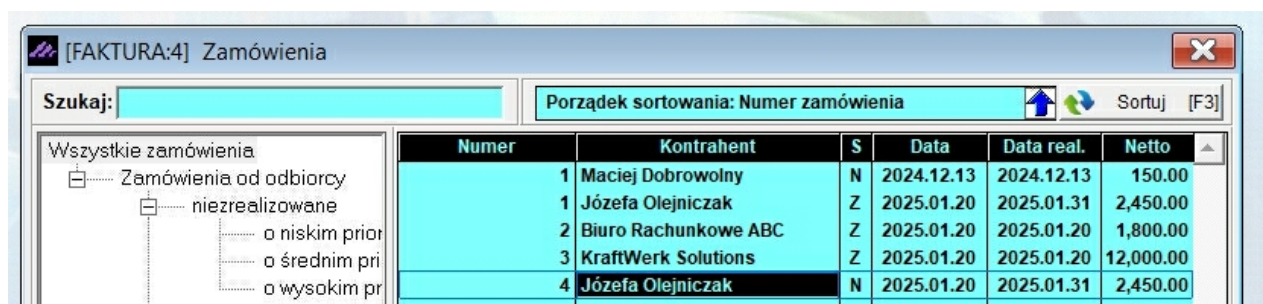 [FAKTURA:4] Zamówienia
Szukaj:
Porządek sortowania: Numer zamówienia
Sortuj [F3]
Wszystkie zamówienia
Zamówienia od odbiorcy
niezrealizowane
o niskim prior
o średnim pri
o wysokim pr
Numer Kontrahent S Data Data real. Netto
1 Maciej Dobrowolny N 2024.12.13 2024.12.13 150.00
1 Józefa Olejniczak Z 2025.01.20 2025.01.31 2,450.00
2 Biuro Rachunkowe ABC Z 2025.01.20 2025.01.20 1,800.00
3 KraftWerk Solutions Z 2025.01.20 2025.01.20 12,000.00
4 Józefa Olejniczak N 2025.01.20 2025.01.31 2,450.00